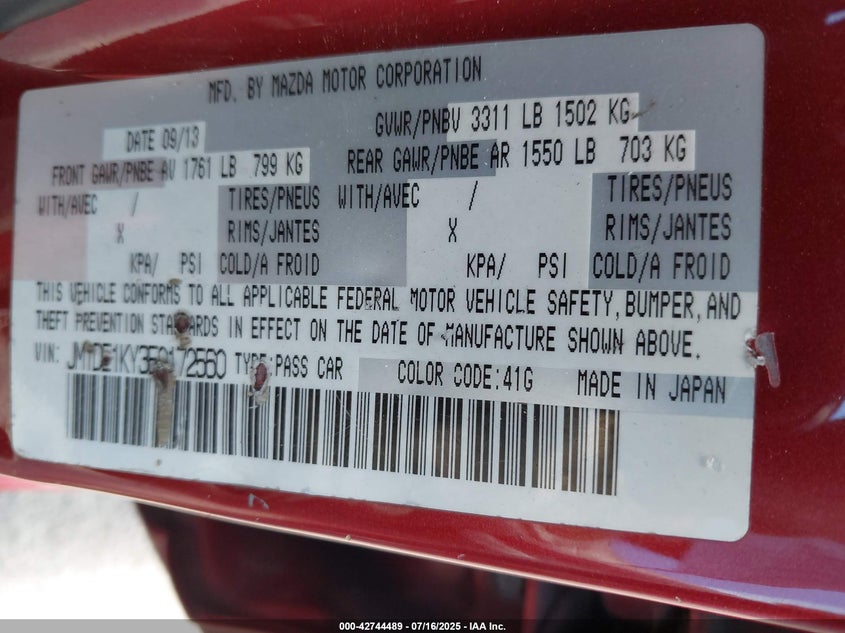 MFD. BY MAZDA MOTOR CORPORATION
DATE 09/13 GVWR/PNBV 3311 LB 1502 KG
FRONT GAWR/PNBE AV 1761 LB 799 KG REAR GAWR/PNBE AR 1550 LB 703 KG
WITH/AVEC / TIRES/PNEUS WITH/AVEC / TIRES/PNEUS
X RIMS/JANTES X RIMS/JANTES
KPA/ PSI COLD/A FROID KPA/ PSI COLD/A FROID
THIS VEHICLE CONFORMS TO ALL APPLICABLE FEDERAL MOTOR VEHICLE SAFETY, BUMPER, AND
THEFT PREVENTION STANDARDS IN EFFECT ON THE DATE OF MANUFACTURE SHOWN ABOVE.
VIN: JM1DE1KY3E0172560 TYPE:PASS CAR COLOR CODE:41G MADE IN JAPAN
000-42744489 - 07/16/2025 - IAA Inc.